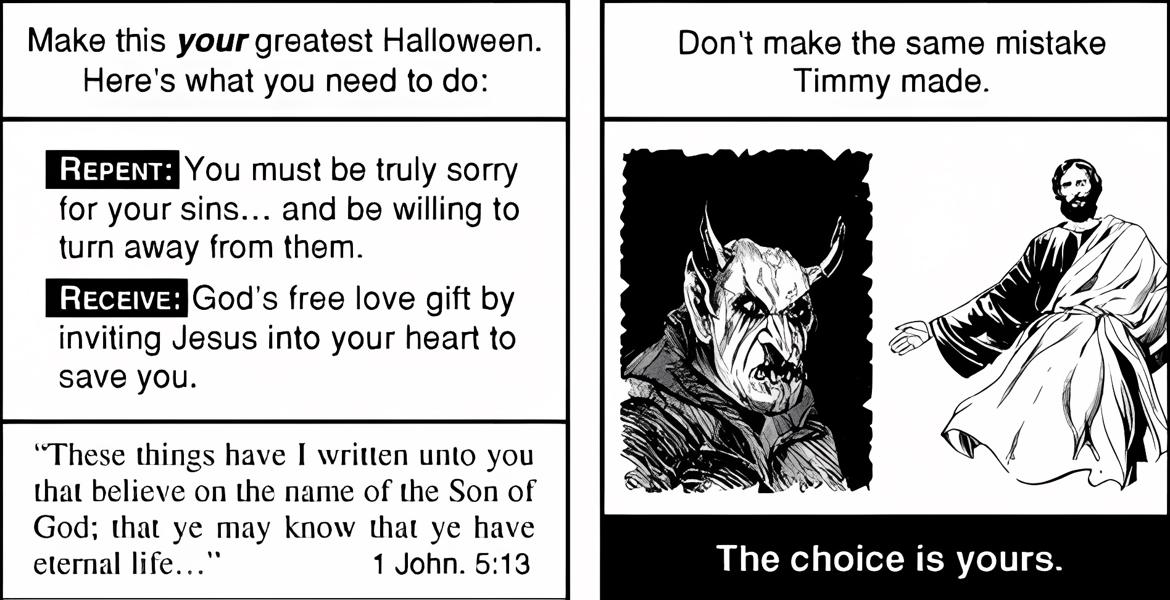 Make this your greatest Halloween.
Here's what you need to do:
REPENT: You must be truly sorry
for your sins... and be willing to
turn away from them.
RECEIVE: God's free love gift by
inviting Jesus into your heart to
save you.
"These things have I written unto you
that believe on the name of the Son of
God; that ye may know that ye have
eternal life..." 1 John. 5:13
Don't make the same mistake
Timmy made.
The choice is yours.